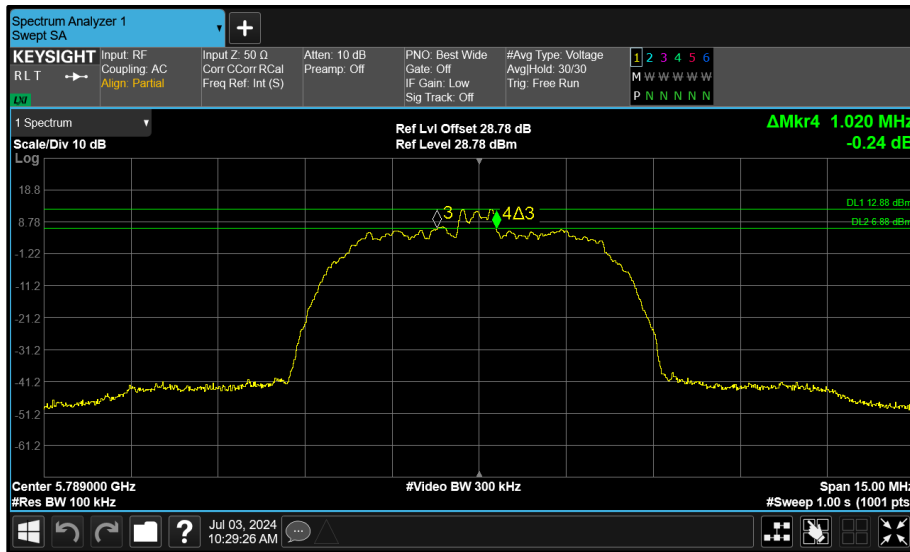 Spectrum Analyzer 1
Swept SA
KEYSIGHT
R L T
LXI
Input: RF
Coupling: AC
Align: Partial
Input Z: 50 Ω
Corr CCorr RCal
Freq Ref: Int (S)
Atten: 10 dB
Preamp: Off
PNO: Best Wide
Gate: Off
IF Gain: Low
Sig Track: Off
#Avg Type: Voltage
Avg|Hold: 30/30
Trig: Free Run
1 2 3 4 5 6
M W W W W W
P N N N N N
1 Spectrum
Scale/Div 10 dB
Log
Ref Lvl Offset 28.78 dB
Ref Level 28.78 dBm
ΔMkr4 1.020 MHz
-0.24 dB
18.8
DL1 12.88 dBm
3
4Δ3
8.78
DL2 6.88 dBm
-1.22
-11.2
-21.2
-31.2
-41.2
-51.2
-61.2
Center 5.789000 GHz
#Video BW 300 kHz
Span 15.00 MHz
#Res BW 100 kHz
#Sweep 1.00 s (1001 pts
?
Jul 03, 2024
10:29:26 AM